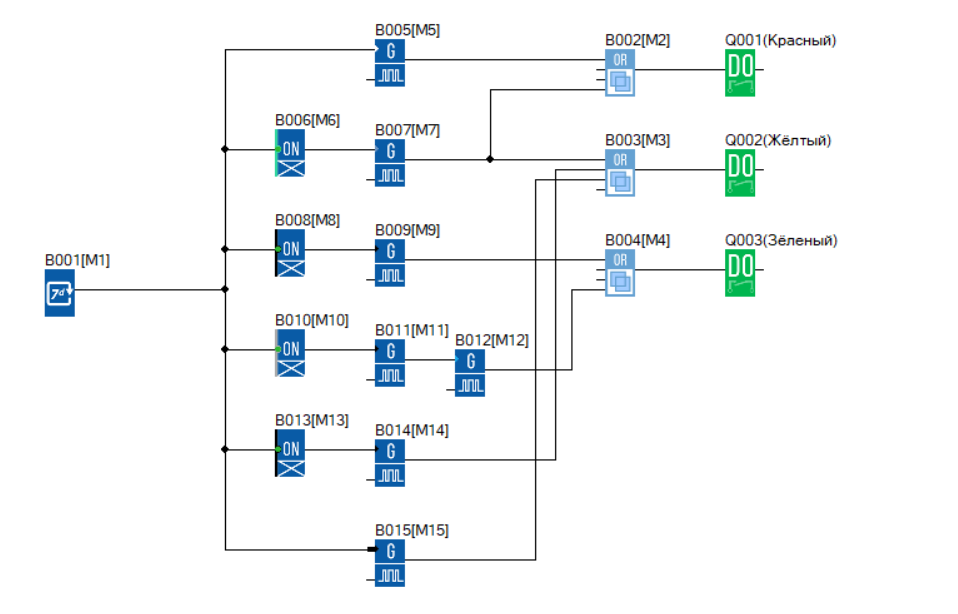 B005[M5]
G
B002[M2]
OR
Q001(Красный)
DO
B006[M6]
ON
B007[M7]
G
B003[M3]
OR
Q002(Жёлтый)
DO
B008[M8]
ON
B009[M9]
G
B004[M4]
OR
Q003(Зёленый)
DO
B001[M1]
7d
B010[M10]
ON
B011[M11]
G
B012[M12]
G
B013[M13]
ON
B014[M14]
G
B015[M15]
G